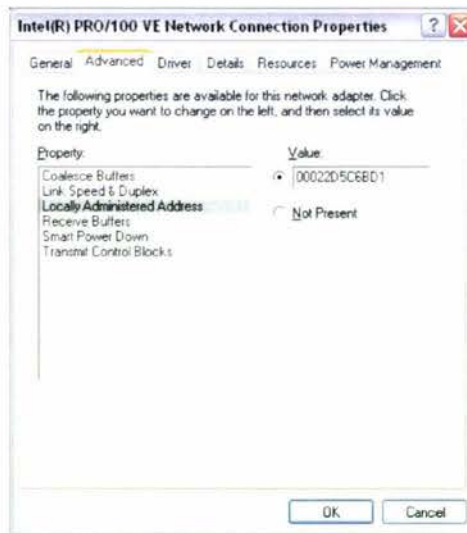 Intel(R) PRO/100 VE Network Connection Properties
General Advanced Driver Details Resources Power Management
The following properties are available for this network adapter. Click
the property you want to change on the left, and then select its value
on the right.
Property: Value:
Coalesce Buffers 00022D5C6BD1
Link Speed & Duplex
Locally Administered Address Not Present
Receive Buffers
Smart Power Down
Transmit Control Blocks
OK Cancel